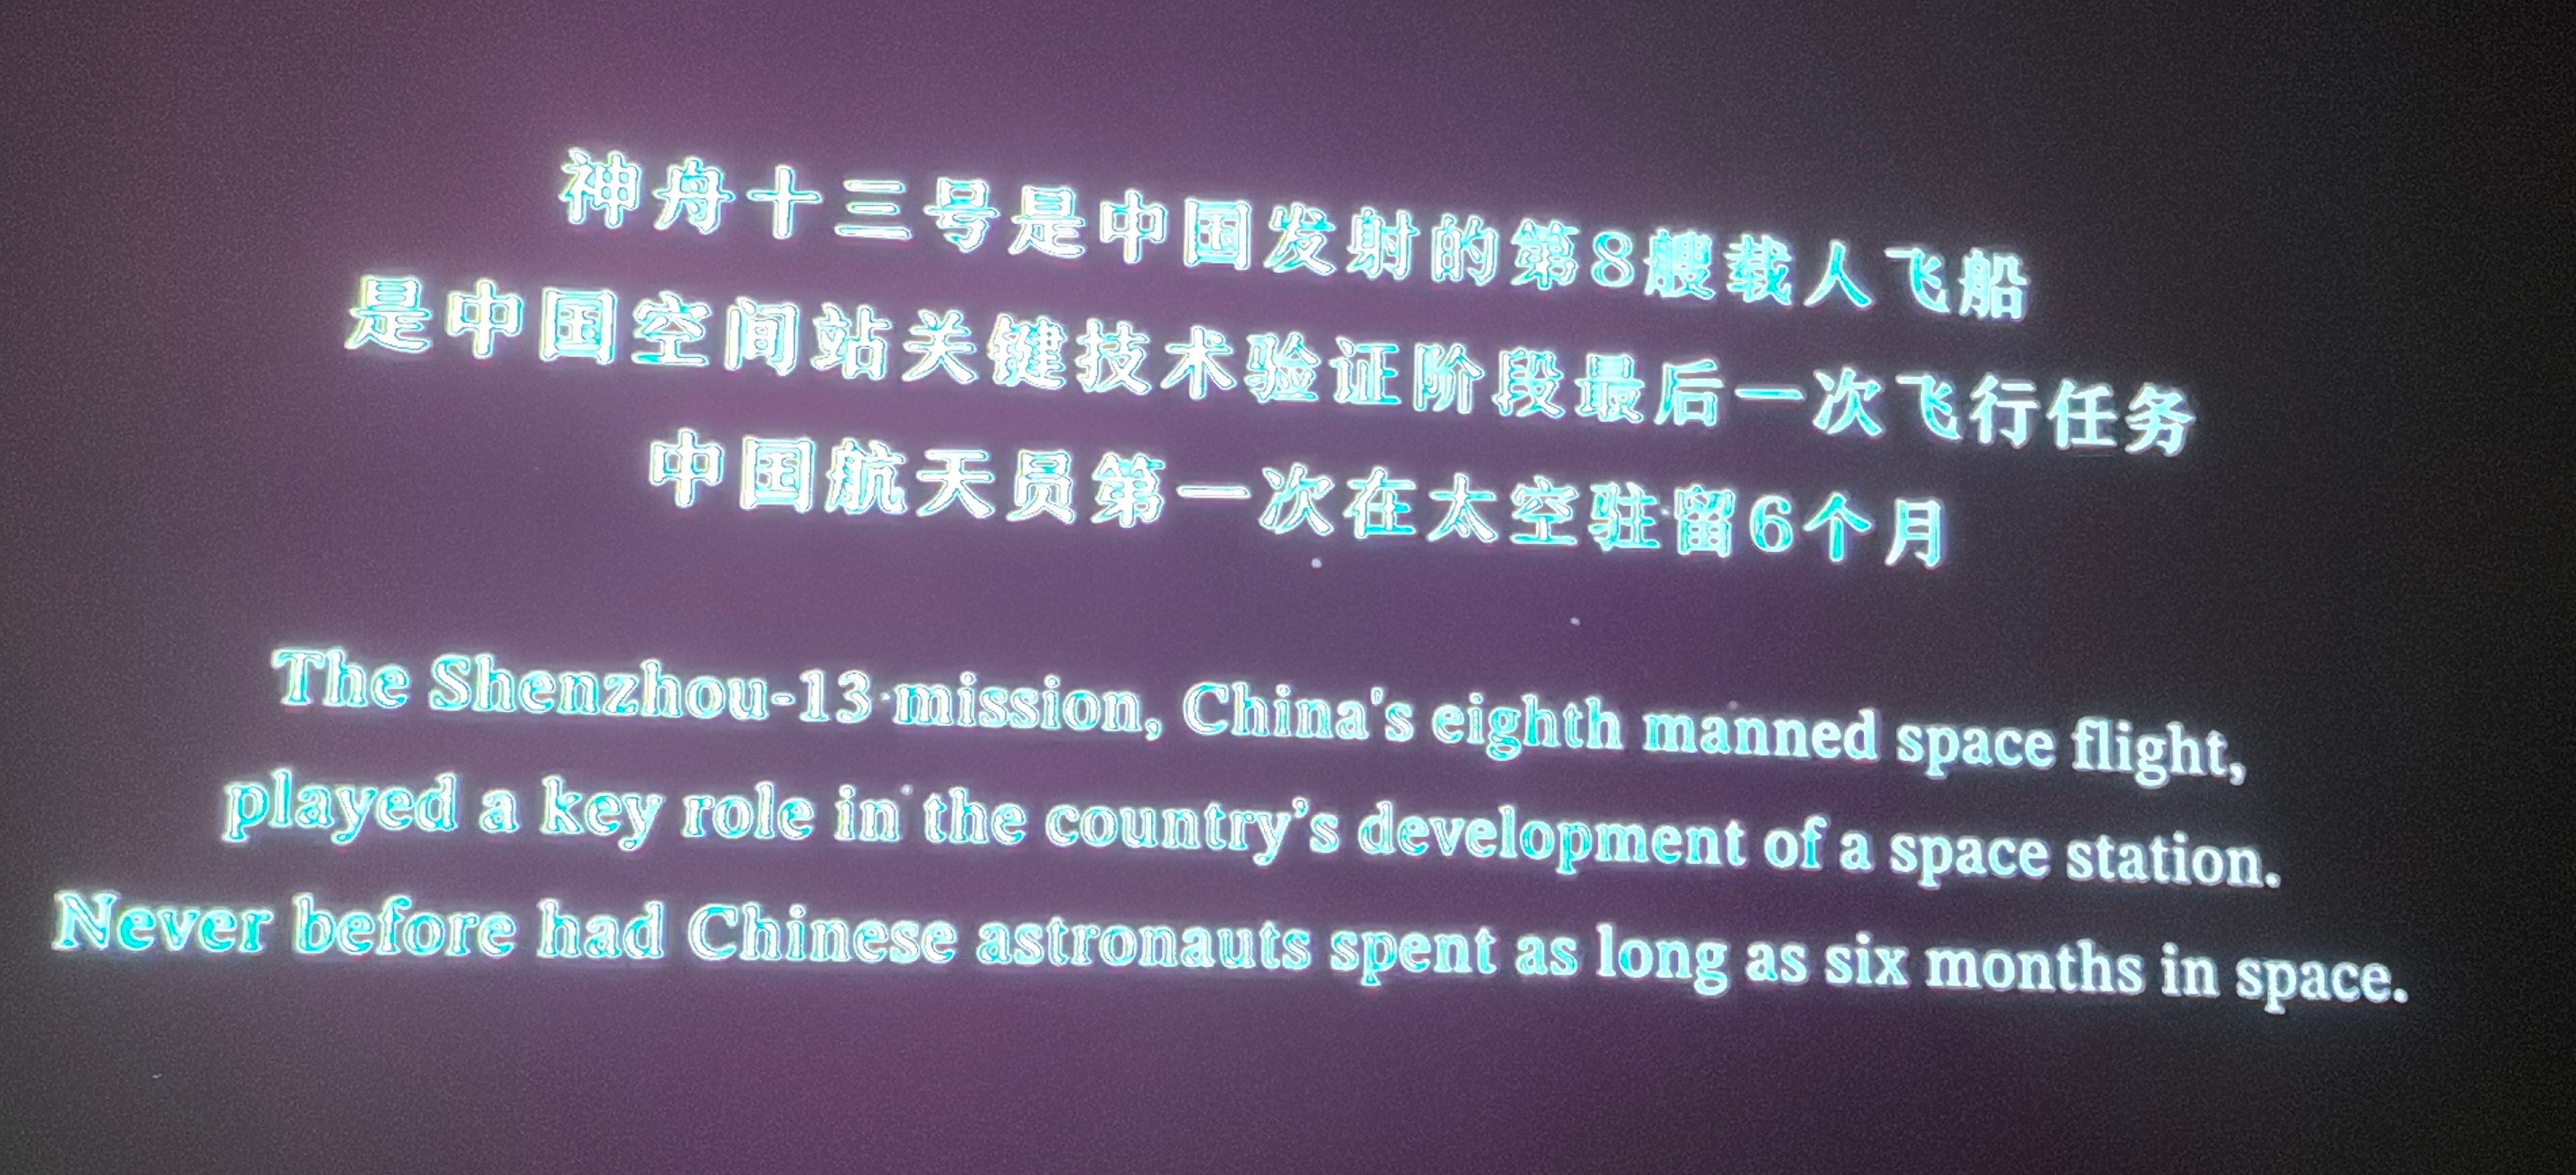 神舟十三号是中国发射的第8艘载人飞船
是中国空间站关键技术验证阶段最后一次飞行任务
中国航天员第一次在太空驻留6个月
The Shenzhou-13 mission, China's eighth manned space flight,
played a key role in the country’s development of a space station.
Never before had Chinese astronauts spent as long as six months in space.